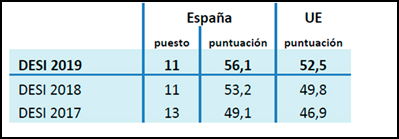 España UE
puesto puntuación puntuación
DESI 2019 11 56,1 52,5
DESI 2018 11 53,2 49,8
DESI 2017 13 49,1 46,9